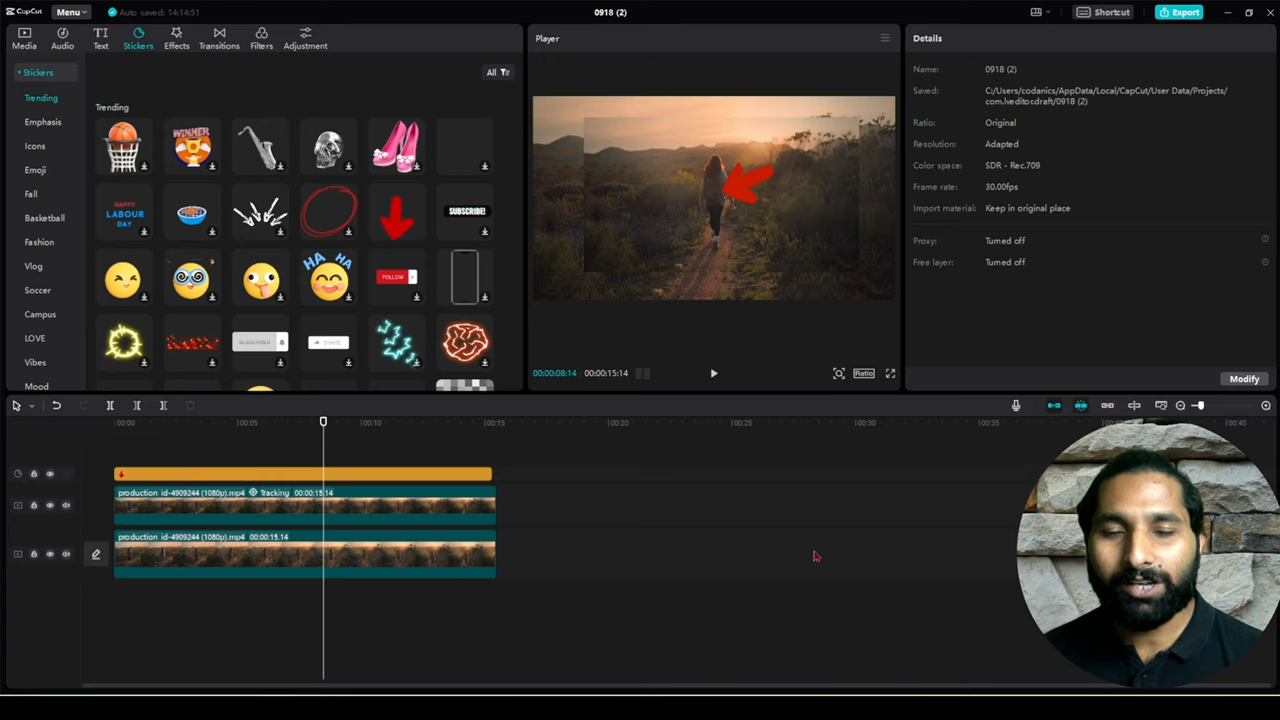 CapCut Menu Auto saved: 14:14:51 0918 (2) Shortcut Export
Media Audio Text Stickers Effects Transitions Filters Adjustment
Player
Details
Stickers
All
Trending
Emphasis
Icons
Emoji
Fall
Basketball
Fashion
Vlog
Soccer
Campus
LOVE
Vibes
Mood
Trending
WINNER
HAPPY
LABOUR
DAY
SUBSCRIBE!
HA HA
FOLLOW
SUBSCRIBED
SHARE
00:00:08:14 00:00:15:14
Ratio
Name: 0918 (2)
Saved: C:/Users/codanics/AppData/Local/CapCut/User Data/Projects/
com.lveditor.draft/0918 (2)
Ratio: Original
Resolution: Adapted
Color space: SDR - Rec.709
Frame rate: 30.00fps
Import material: Keep in original place
Proxy: Turned off
Free layer: Turned off
Modify
00:00 00:05 00:10 00:15 00:20 00:25 00:30 00:35 00:45
production_id-4909244 (1080p).mp4 Tracking 00:00:15:14
production_id-4909244 (1080p).mp4 00:00:15:14